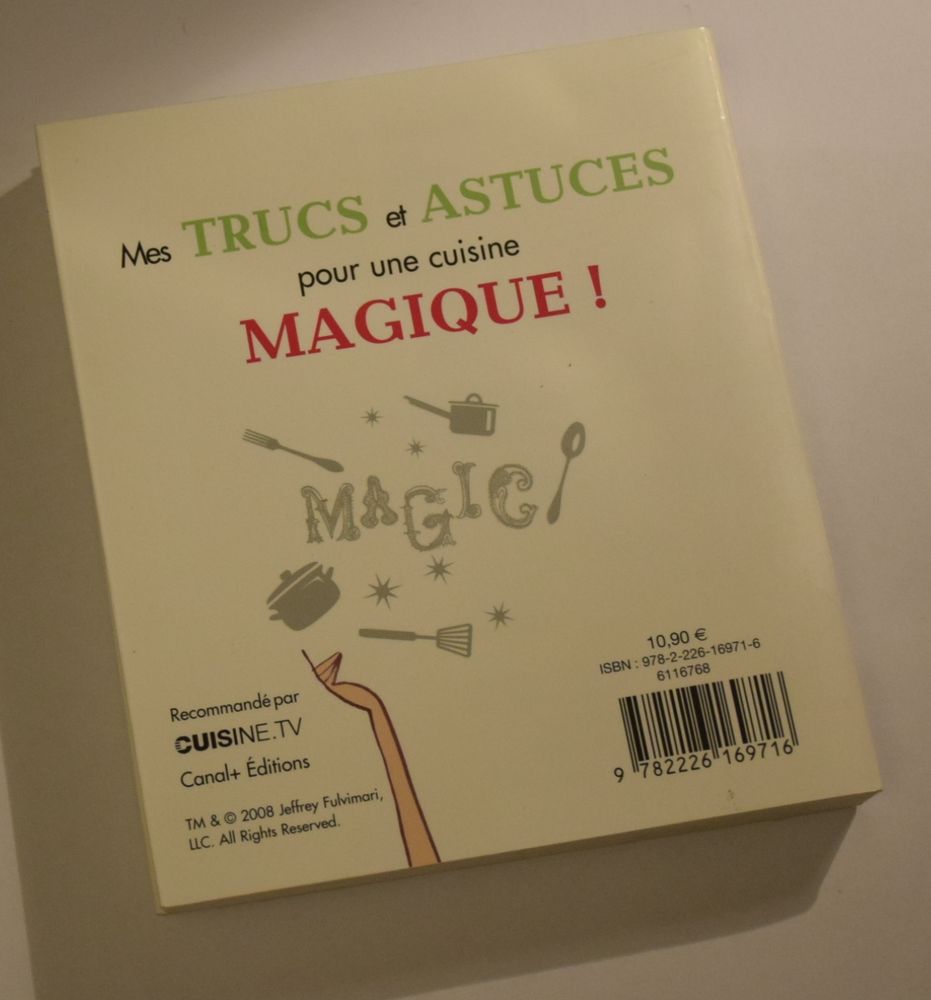 Mes TRUCS et ASTUCES
pour une cuisine
MAGIQUE !
MAGIC
10,90 €
ISBN : 978-2-226-16971-6
6116768
9 782226 169716
Recommandé par
CUISINE.TV
Canal+ Éditions
TM & © 2008 Jeffrey Fulvimari,
LLC. All Rights Reserved.